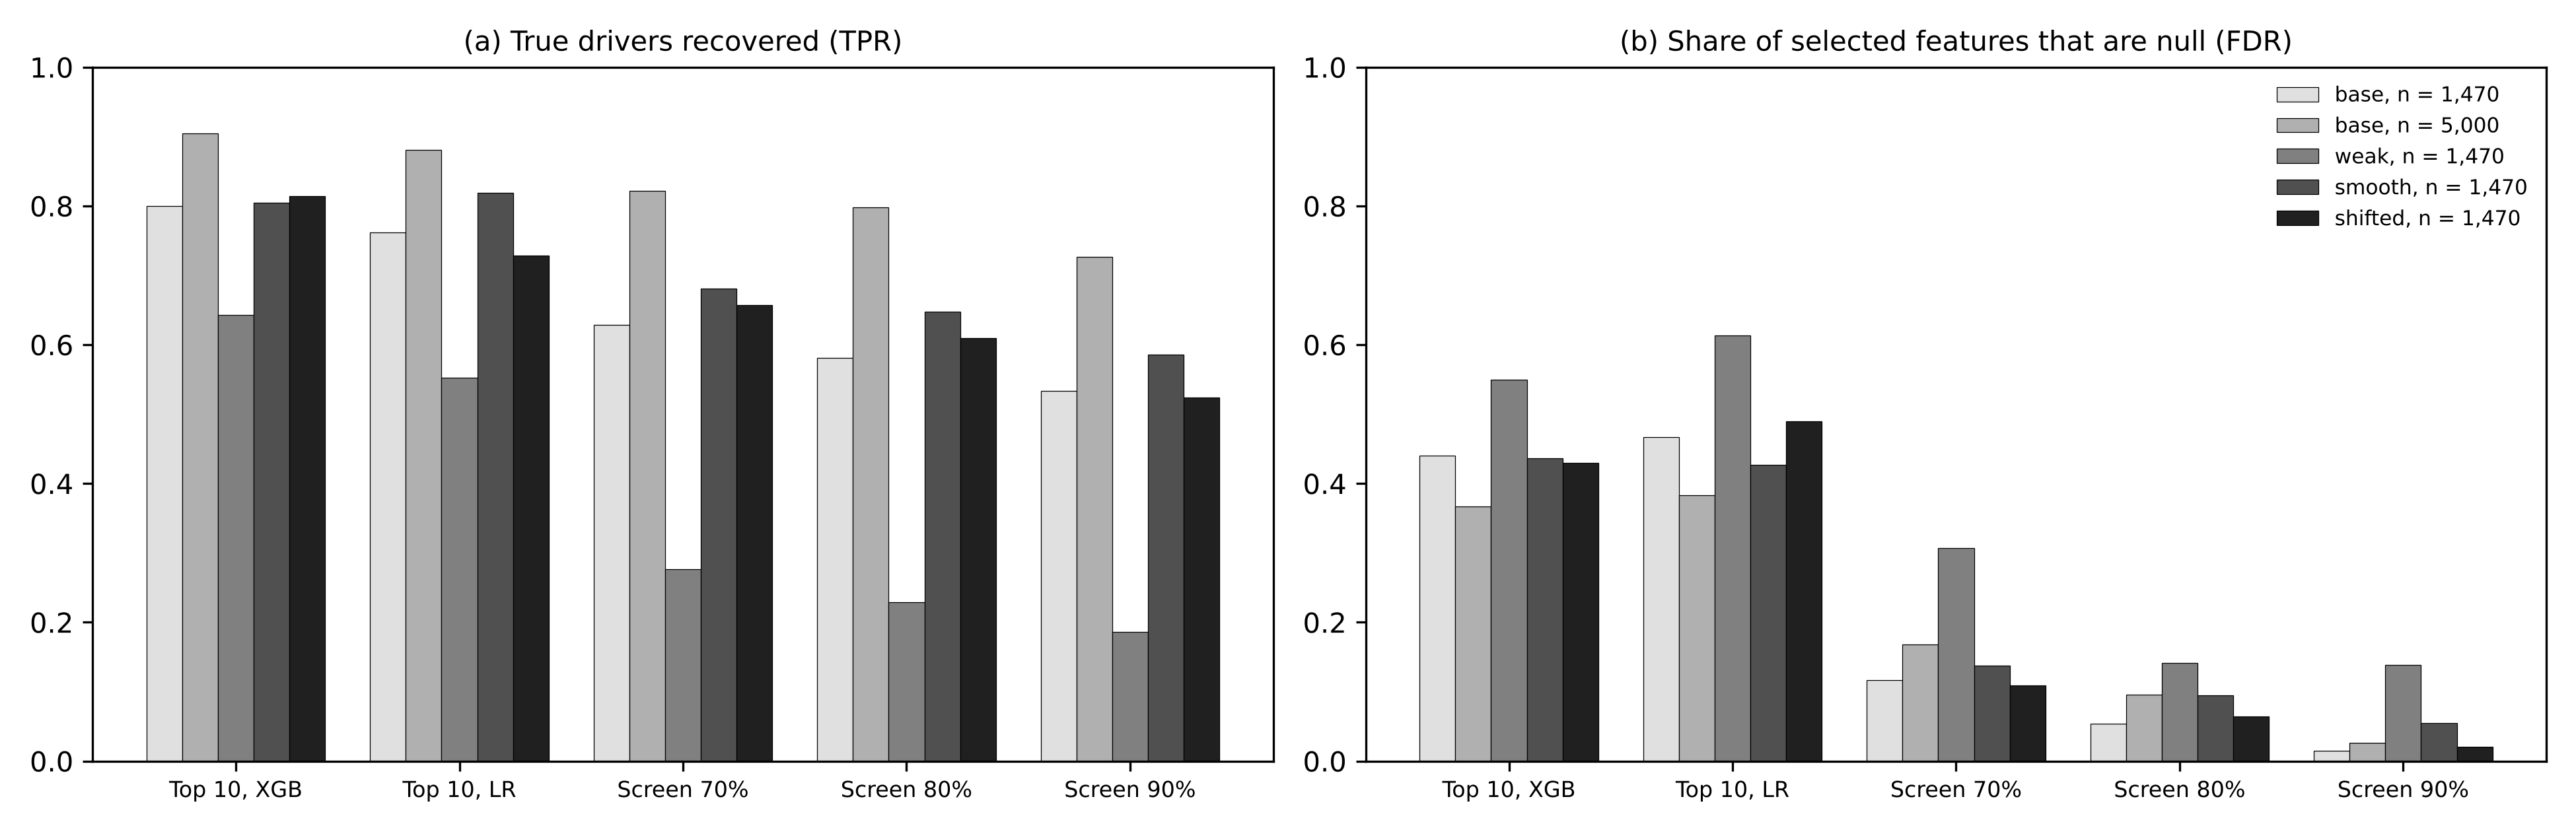 (a) True drivers recovered (TPR)
1.0
0.8
0.6
0.4
0.2
0.0
Top 10, XGB
Top 10, LR
Screen 70%
Screen 80%
Screen 90%
(b) Share of selected features that are null (FDR)
1.0
0.8
0.6
0.4
0.2
0.0
base, n = 1,470
base, n = 5,000
weak, n = 1,470
smooth, n = 1,470
shifted, n = 1,470
Top 10, XGB
Top 10, LR
Screen 70%
Screen 80%
Screen 90%